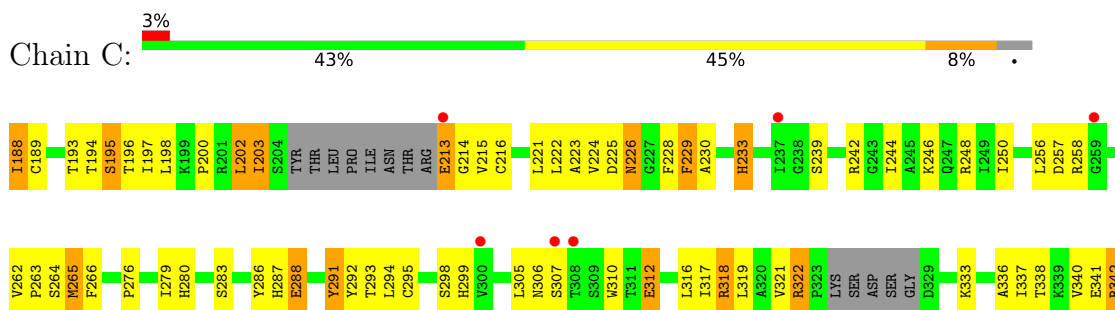 3%
Chain C:
43% 45% 8% •
I188 C189 T193 T194 S195 T196 I197 L198 K199 P200 R201 L202 I203 S204 TYR THR LEU PRO ILE ASN THR ARG E213 G214 V215 C216 L221 L222 A223 V224 D225 N226 G227 F228 F229 A230 H233 I237 G238 S239 R242 G243 I244 A245 K246 Q247 R248 I249 I250 L256 D257 R258 G259
V262 P263 S264 M265 F266 P276 I279 H280 S283 Y286 H287 E288 Y291 Y292 T293 L294 C295 S298 H299 V300 L305 N306 S307 T308 S309 W310 T311 E312 L316 I317 R318 L319 A320 V321 R322 P323 LYS SER ASP SER GLY D329 K333 A336 I337 T338 K339 V340 E341